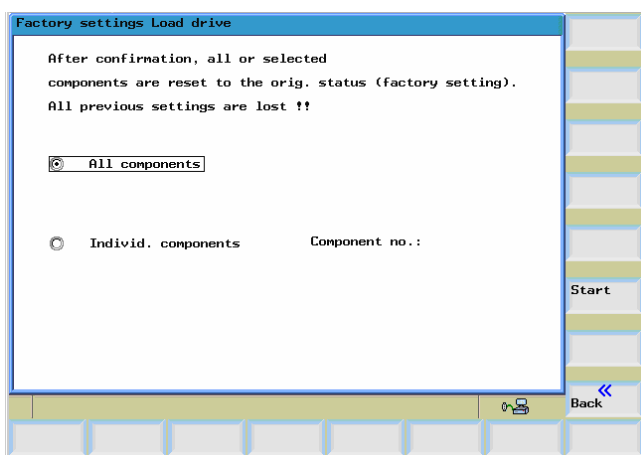 Factory settings Load drive
After confirmation, all or selected
components are reset to the orig. status (factory setting).
All previous settings are lost !!
All components
Individ. components Component no.:
Start
Back